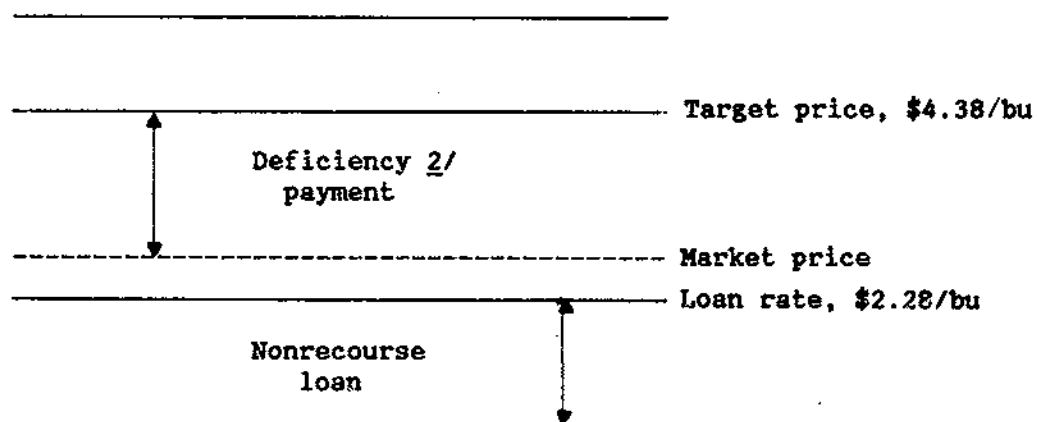 Target price, $4.38/bu
Deficiency 2/
payment
Market price
Loan rate, $2.28/bu
Nonrecourse
loan